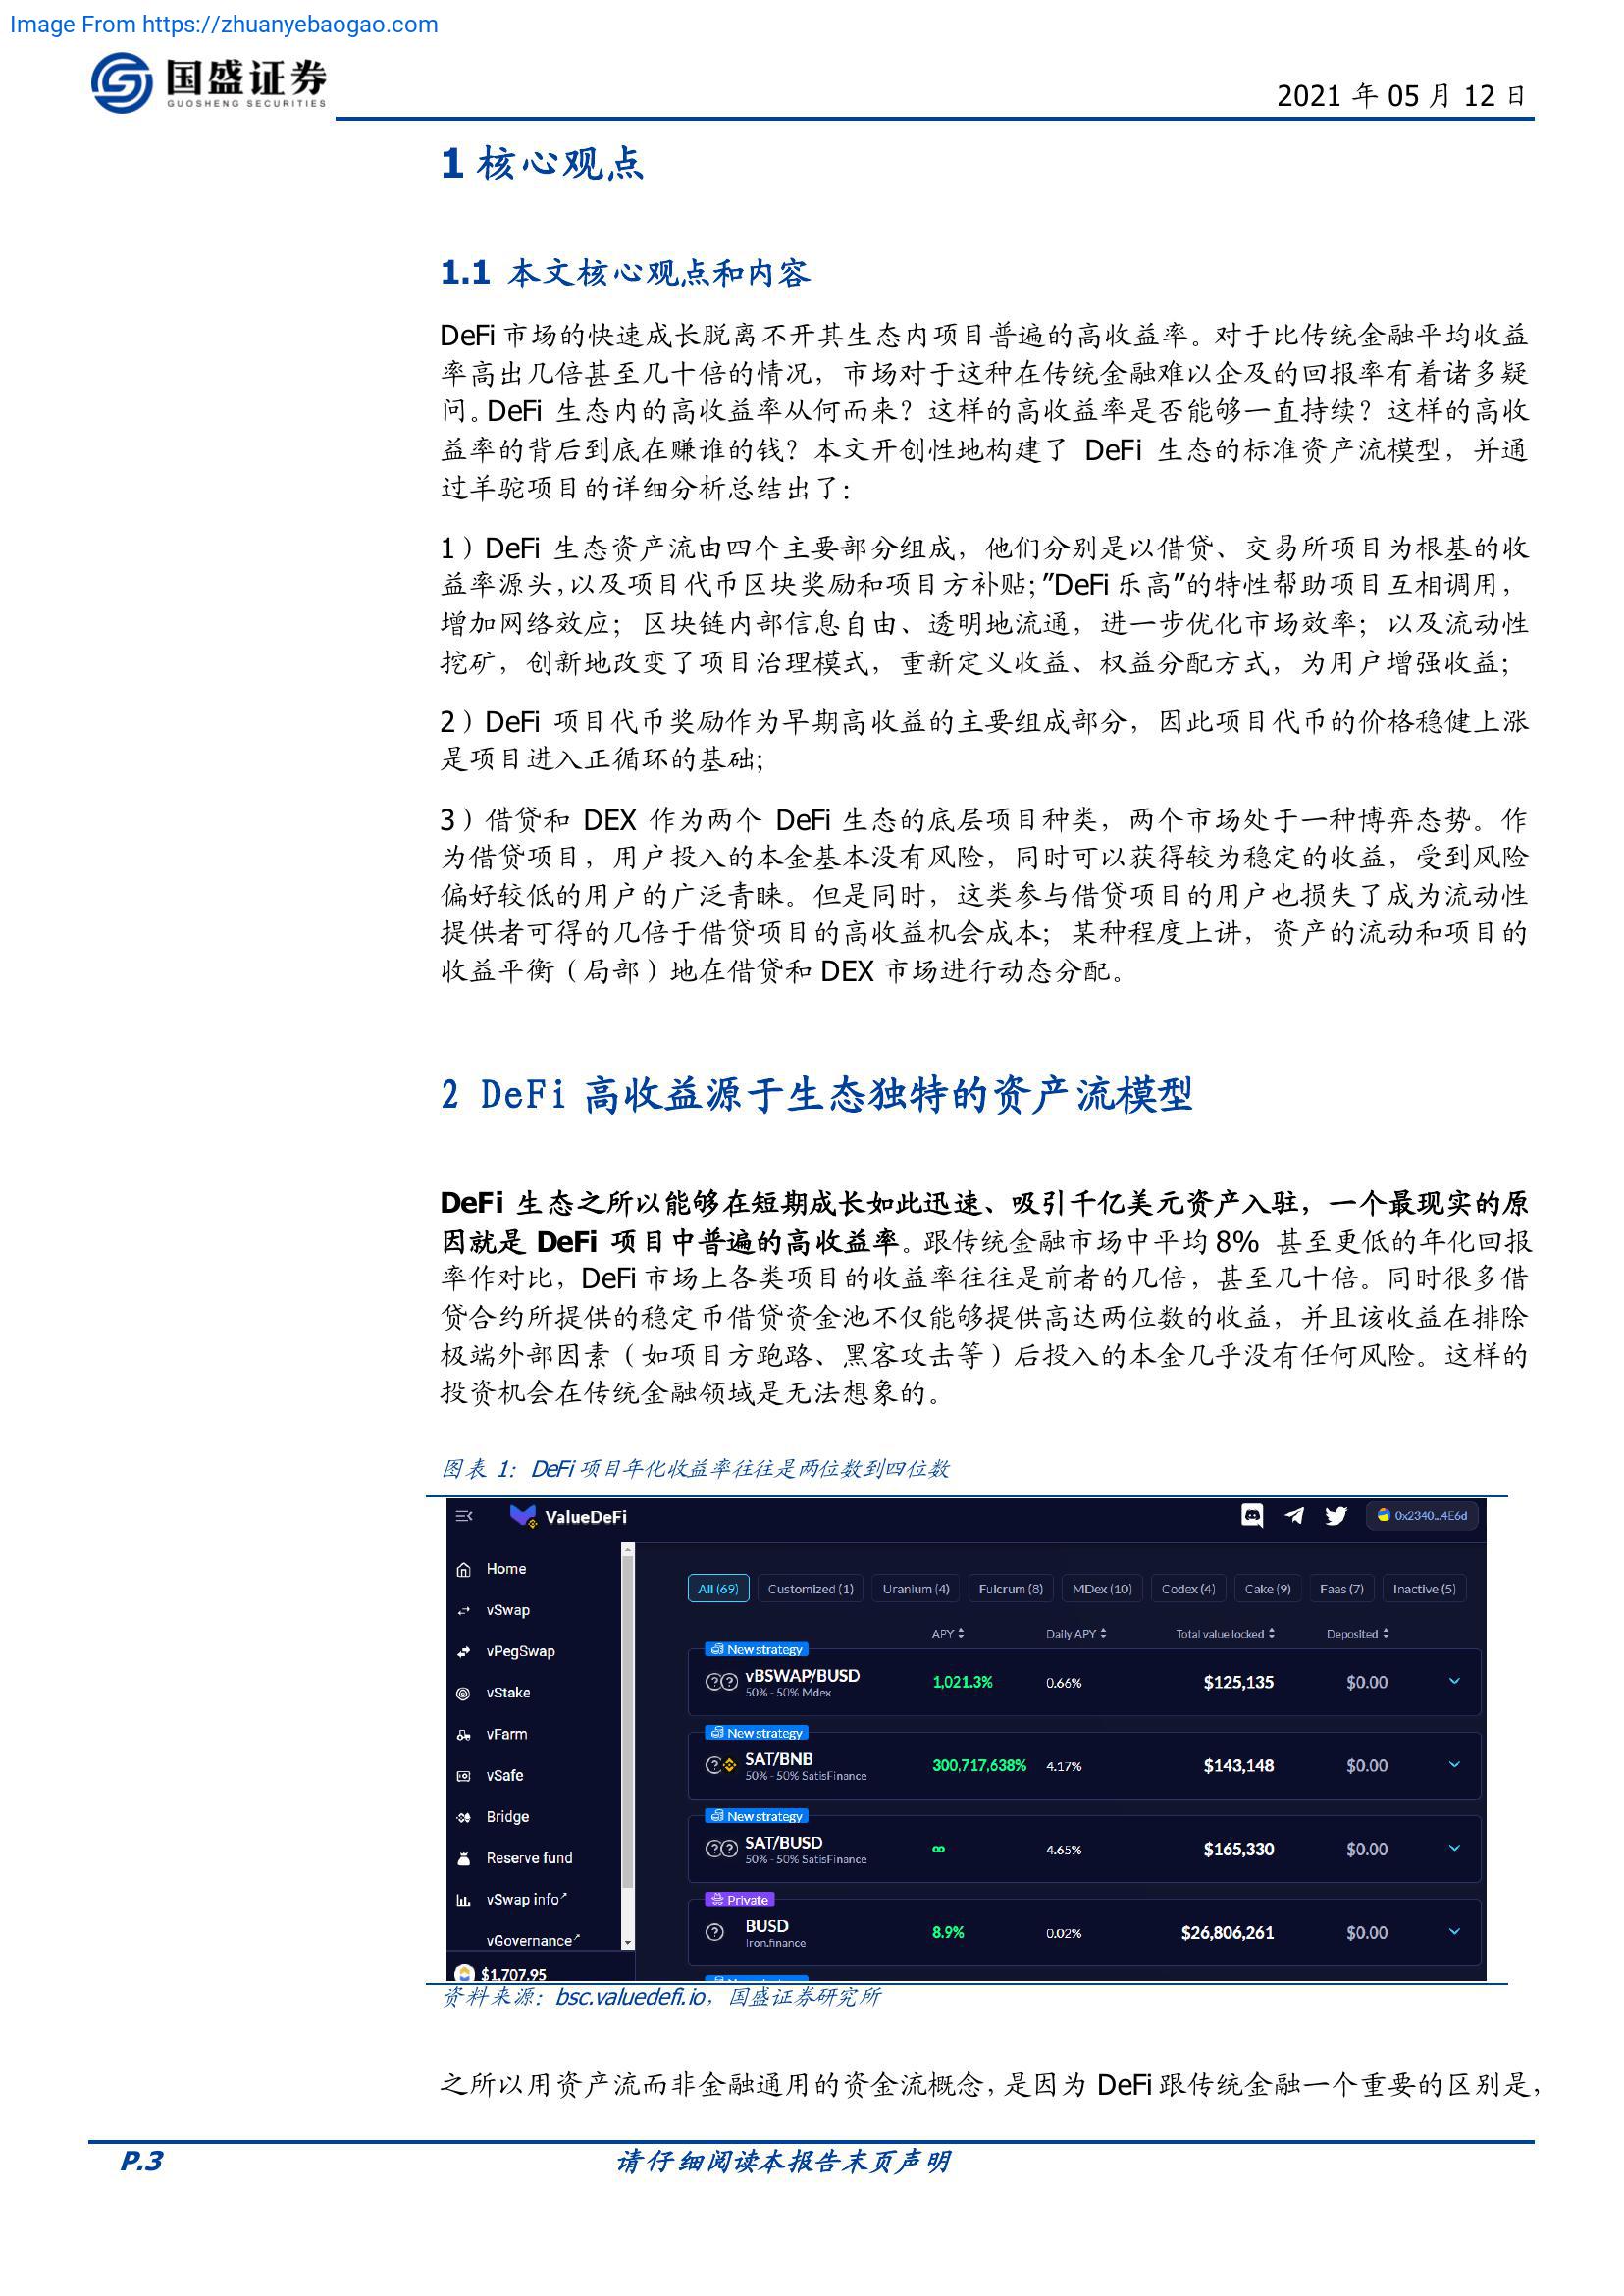 Image From https://zhuanyebaogao.com
国盛证券
GUOSHENG SECURITIES
2021 年 05 月 12 日
1 核心观点
1.1 本文核心观点和内容
DeFi 市场的快速成长脱离不开其生态内项目普遍的高收益率。对于比传统金融平均收益
率高出几倍甚至几十倍的情况，市场对于这种在传统金融难以企及的回报率有着诸多疑
问。DeFi 生态内的高收益率从何而来？这样的高收益率是否能够一直持续？这样的高收
益率的背后到底在赚谁的钱？本文开创性地构建了 DeFi 生态的标准资产流模型，并通
过羊驼项目的详细分析总结出了：
1）DeFi 生态资产流由四个主要部分组成，他们分别是以借贷、交易所项目为根基的收
益率源头，以及项目代币区块奖励和项目方补贴；”DeFi 乐高”的特性帮助项目互相调用，
增加网络效应；区块链内部信息自由、透明地流通，进一步优化市场效率；以及流动性
挖矿，创新地改变了项目治理模式，重新定义收益、权益分配方式，为用户增强收益；
2）DeFi 项目代币奖励作为早期高收益的主要组成部分，因此项目代币的价格稳健上涨
是项目进入正循环的基础；
3）借贷和 DEX 作为两个 DeFi 生态的底层项目种类，两个市场处于一种博弈态势。作
为借贷项目，用户投入的本金基本没有风险，同时可以获得较为稳定的收益，受到风险
偏好较低的用户的广泛青睐。但是同时，这类参与借贷项目的用户也损失了成为流动性
提供者可得的几倍于借贷项目的高收益机会成本；某种程度上讲，资产的流动和项目的
收益平衡（局部）地在借贷和 DEX 市场进行动态分配。
2 DeFi 高收益源于生态独特的资产流模型
DeFi 生态之所以能够在短期成长如此迅速、吸引千亿美元资产入驻，一个最现实的原
因就是 DeFi 项目中普遍的高收益率。跟传统金融市场中平均 8% 甚至更低的年化回报
率作对比，DeFi 市场上各类项目的收益率往往是前者的几倍，甚至几十倍。同时很多借
贷合约所提供的稳定币借贷资金池不仅能够提供高达两位数的收益，并且该收益在排除
极端外部因素（如项目方跑路、黑客攻击等）后投入的本金几乎没有任何风险。这样的
投资机会在传统金融领域是无法想象的。
图表 1：DeFi 项目年化收益率往往是两位数到四位数
ValueDeFi
0x2340...4E6d
Home
vSwap
vPegSwap
vStake
vFarm
vSafe
Bridge
Reserve fund
vSwap info
vGovernance
$1,707.95
All (69) Customized (1) Uranium (4) Fulcrum (8) MDex (10) Codex (4) Cake (9) Faas (7) Inactive (5)
APY Daily APY Total value locked Deposited
New strategy
vBSWAP/BUSD 1,021.3% 0.66% $125,135 $0.00
50% - 50% Mdex
New strategy
SAT/BNB 300,717,638% 4.17% $143,148 $0.00
50% - 50% SatisFinance
New strategy
SAT/BUSD ∞ 4.65% $165,330 $0.00
50% - 50% SatisFinance
Private
BUSD 8.9% 0.02% $26,806,261 $0.00
Iron.finance
资料来源：bsc.valuedefi.io，国盛证券研究所
之所以用资产流而非金融通用的资金流概念，是因为 DeFi 跟传统金融一个重要的区别是，
P.3
请仔细阅读本报告末页声明